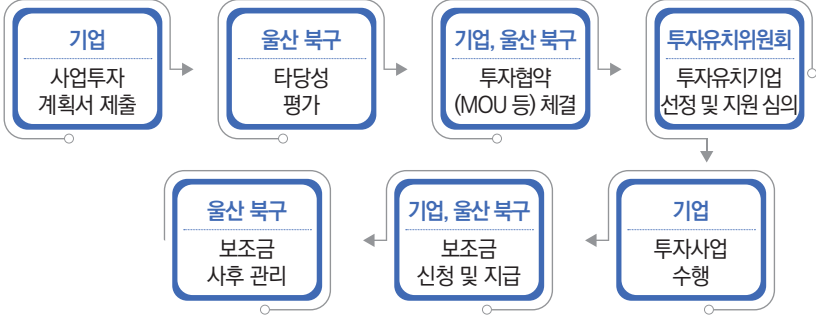 기업
사업투자
계획서 제출
울산 북구
타당성
평가
기업, 울산 북구
투자협약
(MOU 등) 체결
투자유치위원회
투자유치기업
선정 및 지원 심의
기업
투자사업
수행
기업, 울산 북구
보조금
신청 및 지급
울산 북구
보조금
사후 관리